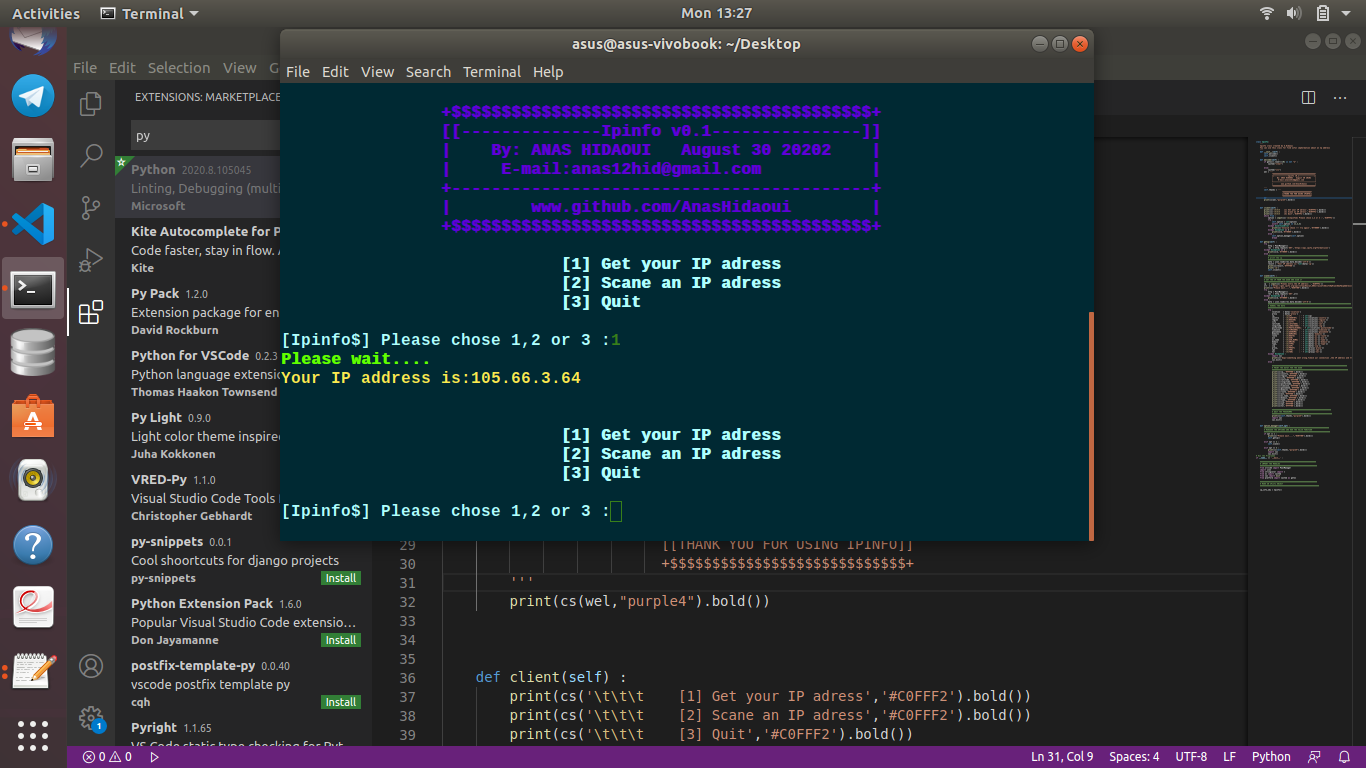 Activities Terminal Mon 13:27
asus@asus-vivobook: ~/Desktop
File Edit View Search Terminal Help
+$$$$$$$$$$$$$$$$$$$$$$$$$$$$$$$$$$$$$$$$$$+
[[--------------Ipinfo v0.1---------------]]
| By: ANAS HIDAOUI August 30 20202 |
| E-mail:anas12hid@gmail.com |
+------------------------------------------+
| www.github.com/AnasHidaoui |
+$$$$$$$$$$$$$$$$$$$$$$$$$$$$$$$$$$$$$$$$$$+
[1] Get your IP adress
[2] Scane an IP adress
[3] Quit
[Ipinfo$] Please chose 1,2 or 3 :1
Please wait....
Your IP address is:105.66.3.64
[1] Get your IP adress
[2] Scane an IP adress
[3] Quit
[Ipinfo$] Please chose 1,2 or 3 :
File Edit Selection View G
EXTENSIONS: MARKETPLACE
py
Python 2020.8.105045
Linting, Debugging (multi
Microsoft
Kite Autocomplete for P
Code faster, stay in flow.
Kite
Py Pack 1.2.0
Extension package for en
David Rockburn
Python for VSCode 0.2.3
Python language extensio
Thomas Haakon Townsend
Py Light 0.9.0
Light color theme inspire
Juha Kokkonen
VRED-Py 1.1.0
Visual Studio Code Tools
Christopher Gebhardt
py-snippets 0.0.1
Cool shoortcuts for django projects
py-snippets Install
Python Extension Pack 1.6.0
Popular Visual Studio Code extensio...
Don Jayamanne Install
postfix-template-py 0.0.40
vscode postfix template py
cqh Install
Pyright 1.1.65
VS Code static type checking for Pyt
29 [[THANK YOU FOR USING IPINFO]]
30 +$$$$$$$$$$$$$$$$$$$$$$$$$$$$+
31 '''
32 print(cs(wel,"purple4").bold())
33
34
35
36 def client(self) :
37 print(cs('\t\t\t [1] Get your IP adress','#C0FFF2').bold())
38 print(cs('\t\t\t [2] Scane an IP adress','#C0FFF2').bold())
39 print(cs('\t\t\t [3] Quit','#C0FFF2').bold())
1
0 0 Ln 31, Col 9 Spaces: 4 UTF-8 LF Python